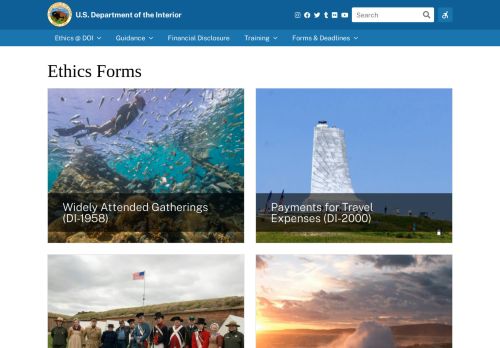 U.S. Department of the Interior
Search
Ethics @ DOI
Guidance
Financial Disclosure
Training
Forms & Deadlines
Ethics Forms
Widely Attended Gatherings
(DI-1958)
Payments for Travel
Expenses (DI-2000)